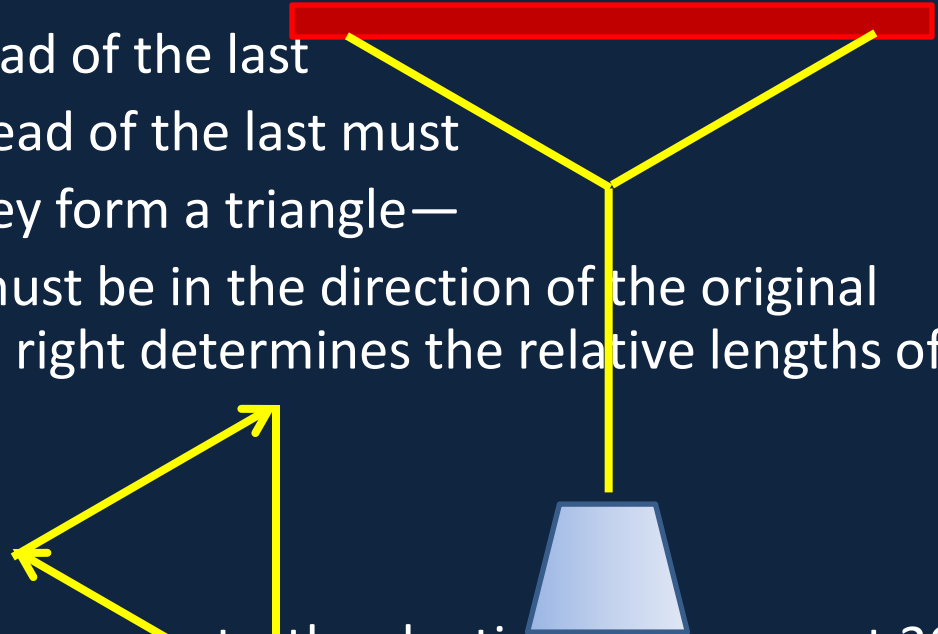 ad of the last
ead of the last must
ey form a triangle—
ust be in the direction of the original
right determines the relative lengths of